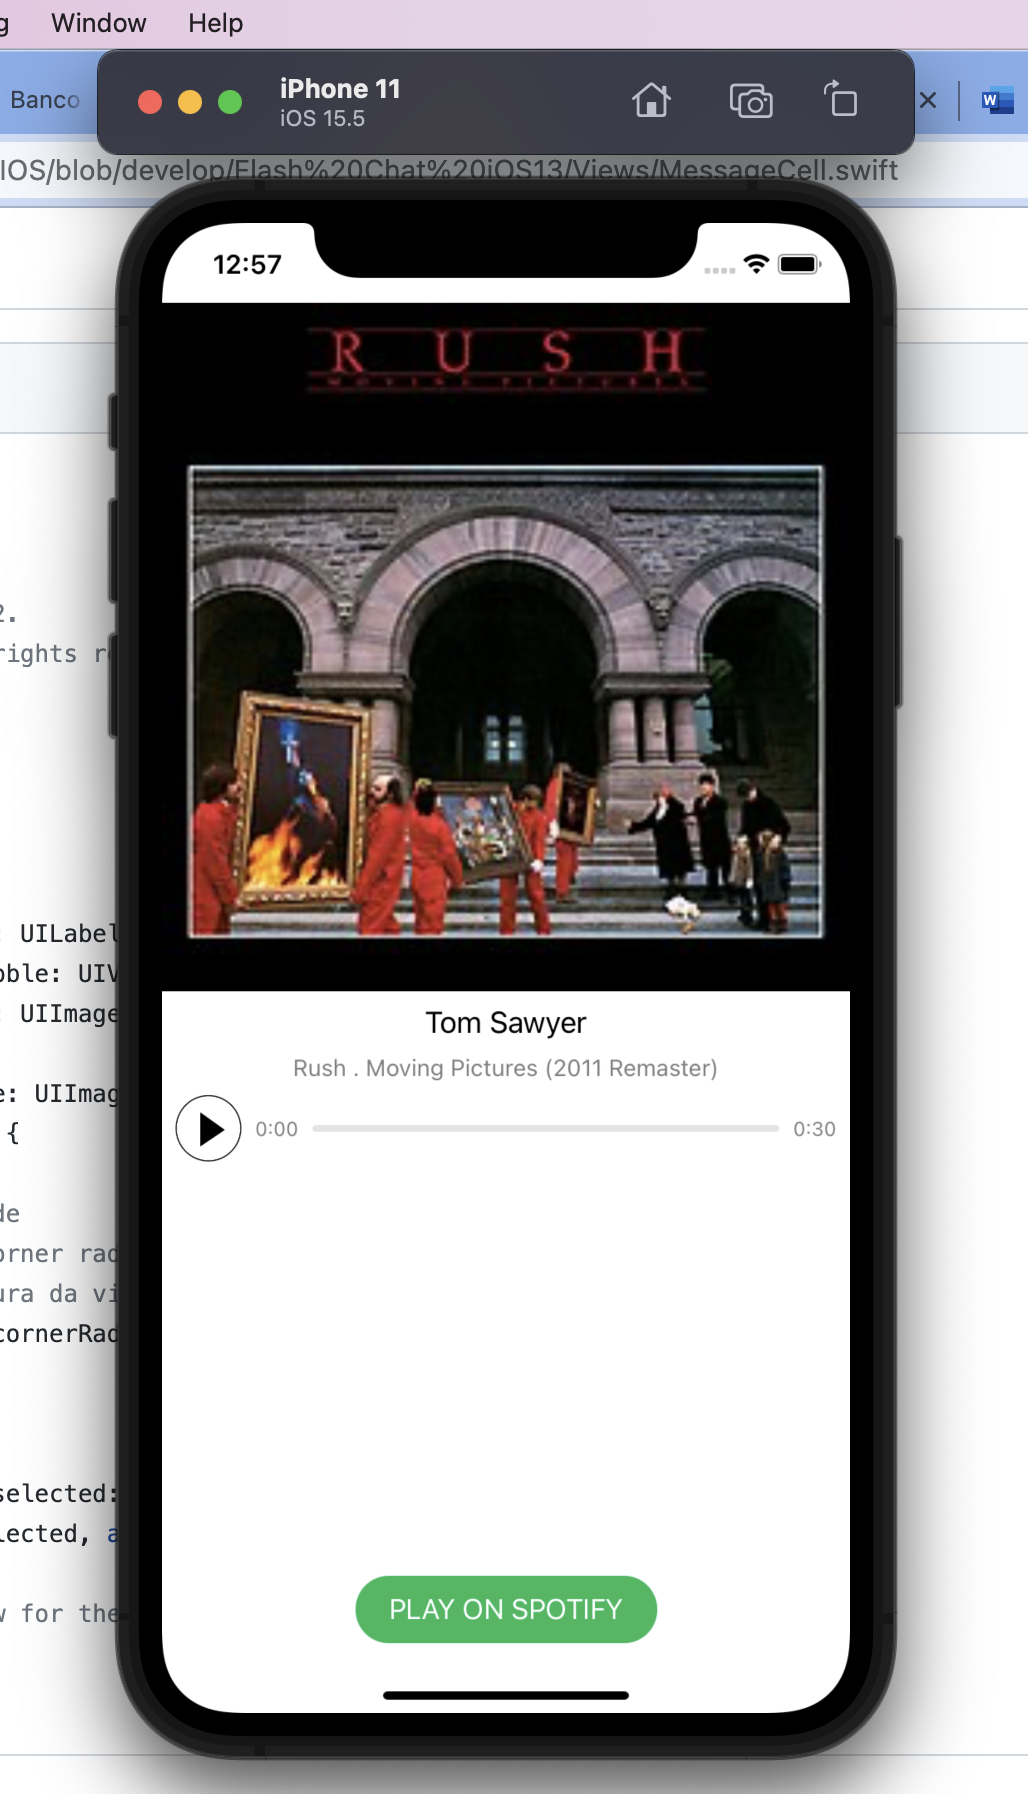 g Window Help
Banco
iPhone 11
iOS 15.5
W
IOS/blob/develop/Flash%20Chat%20iOS13/Views/MessageCell.swift
12:57
RUSH
MOVING PICTURES
2.
rights r
: UILabel
bble: UIV
: UIImage
e: UIImag
{
de
orner rad
ura da vi
cornerRad
selected:
lected, a
w for the
Tom Sawyer
Rush . Moving Pictures (2011 Remaster)
0:00
0:30
PLAY ON SPOTIFY